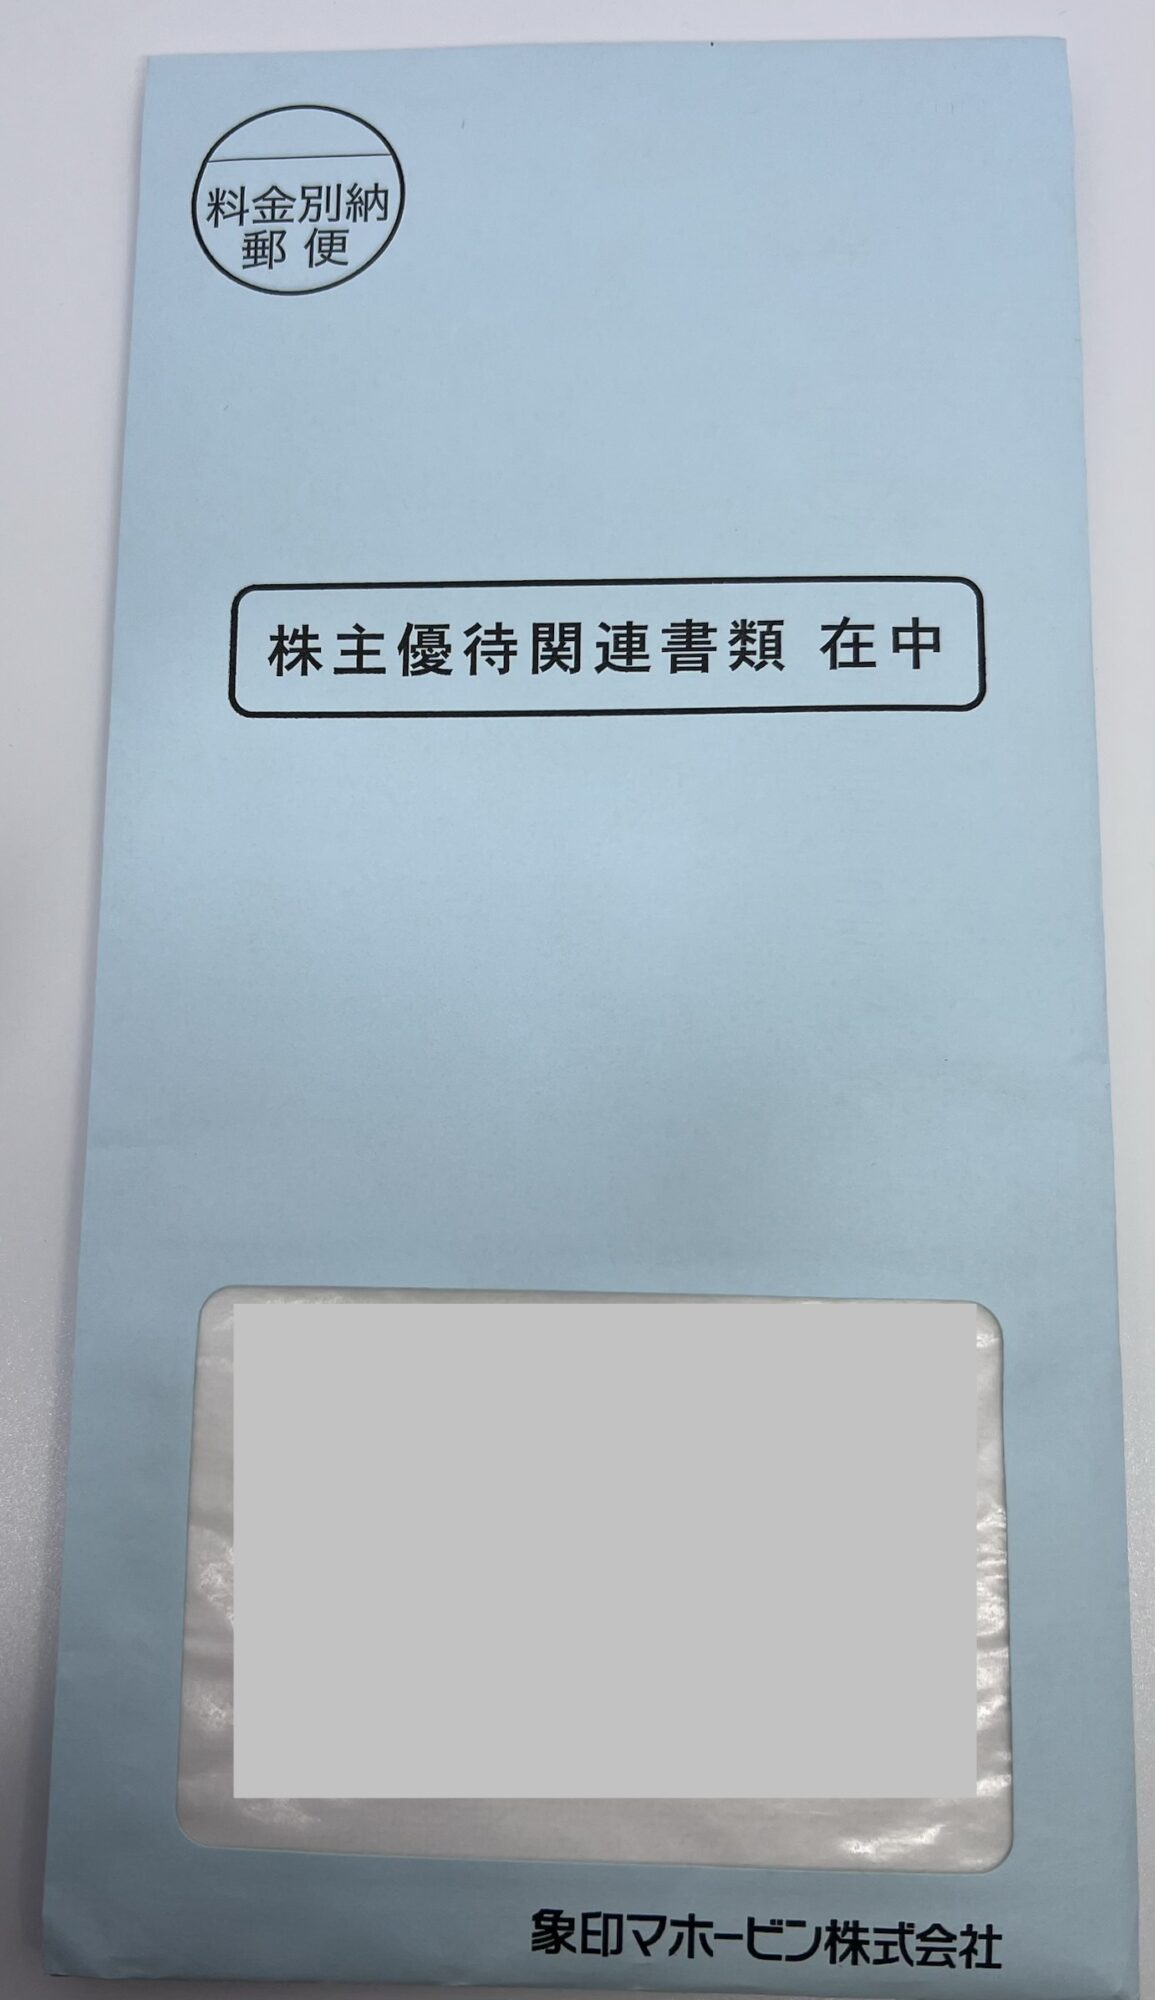 料金別納
郵便
株主優待関連書類 在中
象印マホービン株式会社